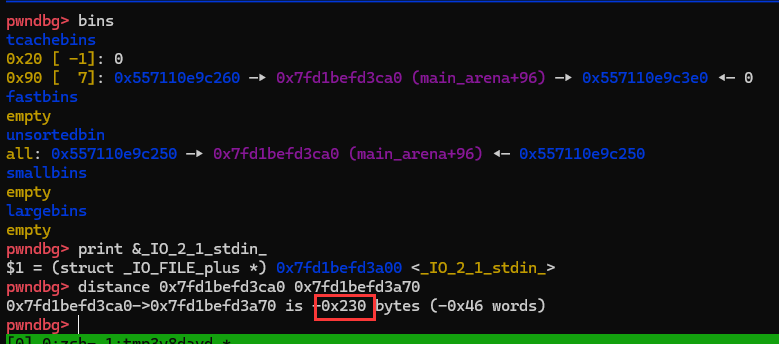 pwndbg> bins
tcachebins
0x20 [ -1]: 0
0x90 [  7]: 0x557110e9c260 —▸ 0x7fd1befd3ca0 (main_arena+96) —▸ 0x557110e9c3e0 ◂— 0
fastbins
empty
unsortedbin
all: 0x557110e9c250 —▸ 0x7fd1befd3ca0 (main_arena+96) ◂— 0x557110e9c250
smallbins
empty
largebins
empty
pwndbg> print &_IO_2_1_stdin_
$1 = (struct _IO_FILE_plus *) 0x7fd1befd3a00 <_IO_2_1_stdin_>
pwndbg> distance 0x7fd1befd3ca0 0x7fd1befd3a70
0x7fd1befd3ca0->0x7fd1befd3a70 is -0x230 bytes (-0x46 words)
pwndbg>